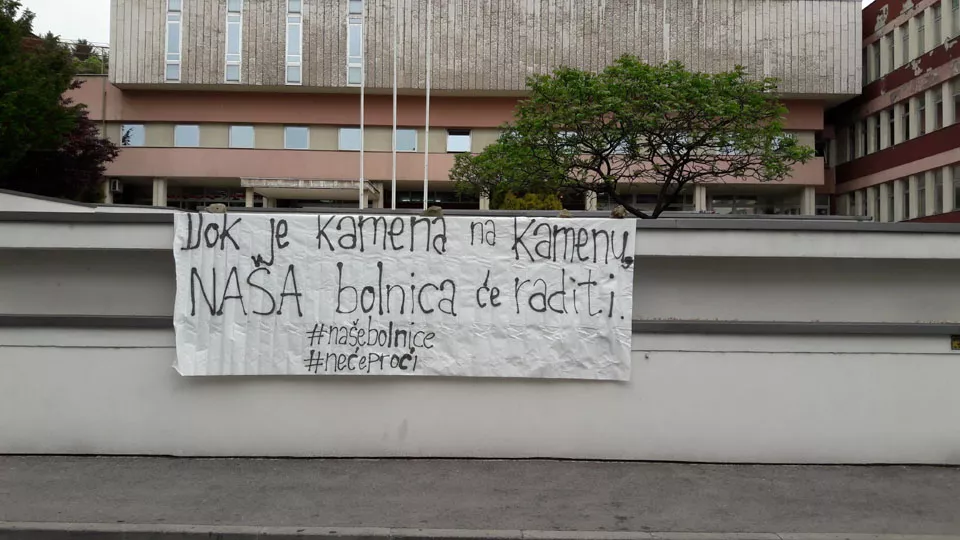 Dok je kamena na kamenu,
NAŠA bolnica će raditi.
#našebolnice
#nećeproći